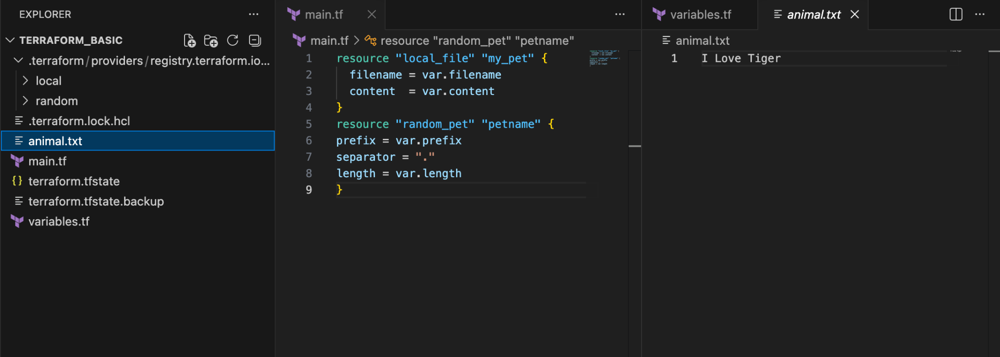 EXPLORER
TERRAFORM_BASIC
.terraform/providers/registry.terraform.io...
local
random
.terraform.lock.hcl
animal.txt
main.tf
terraform.tfstate
terraform.tfstate.backup
variables.tf
main.tf
main.tf > resource "random_pet" "petname"
1 resource "local_file" "my_pet" {
2   filename = var.filename
3   content  = var.content
4 }
5 resource "random_pet" "petname" {
6 prefix = var.prefix
7 separator = "."
8 length = var.length
9 }
variables.tf
animal.txt
animal.txt
1 I Love Tiger